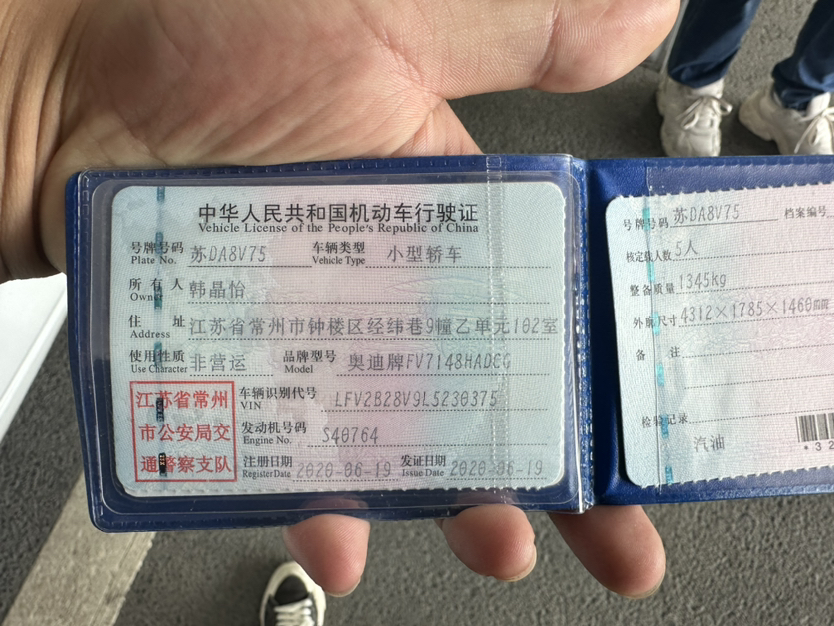 中华人民共和国机动车行驶证
Vehicle License of the People's Republic of China
号牌号码 Plate No. 苏DA8V75 车辆类型 Vehicle Type 小型轿车
所有人 Owner 韩晶怡
住址 Address 江苏省常州市钟楼区经纬巷9幢乙单元102室
使用性质 Use Character 非营运 品牌型号 Model 奥迪牌FV7148HADCG
江苏省常州
市公安局交
通警察支队
车辆识别代号 VIN LFV2B28V9L5230375
发动机号码 Engine No. S40764
注册日期 Register Date 2020-06-19 发证日期 Issue Date 2020-06-19
号牌号码 苏DA8V75 档案编号
核定载人数 5人
整备质量 1345kg
外廓尺寸 4312×1785×1460mm
备注
检验记录
汽油
*32